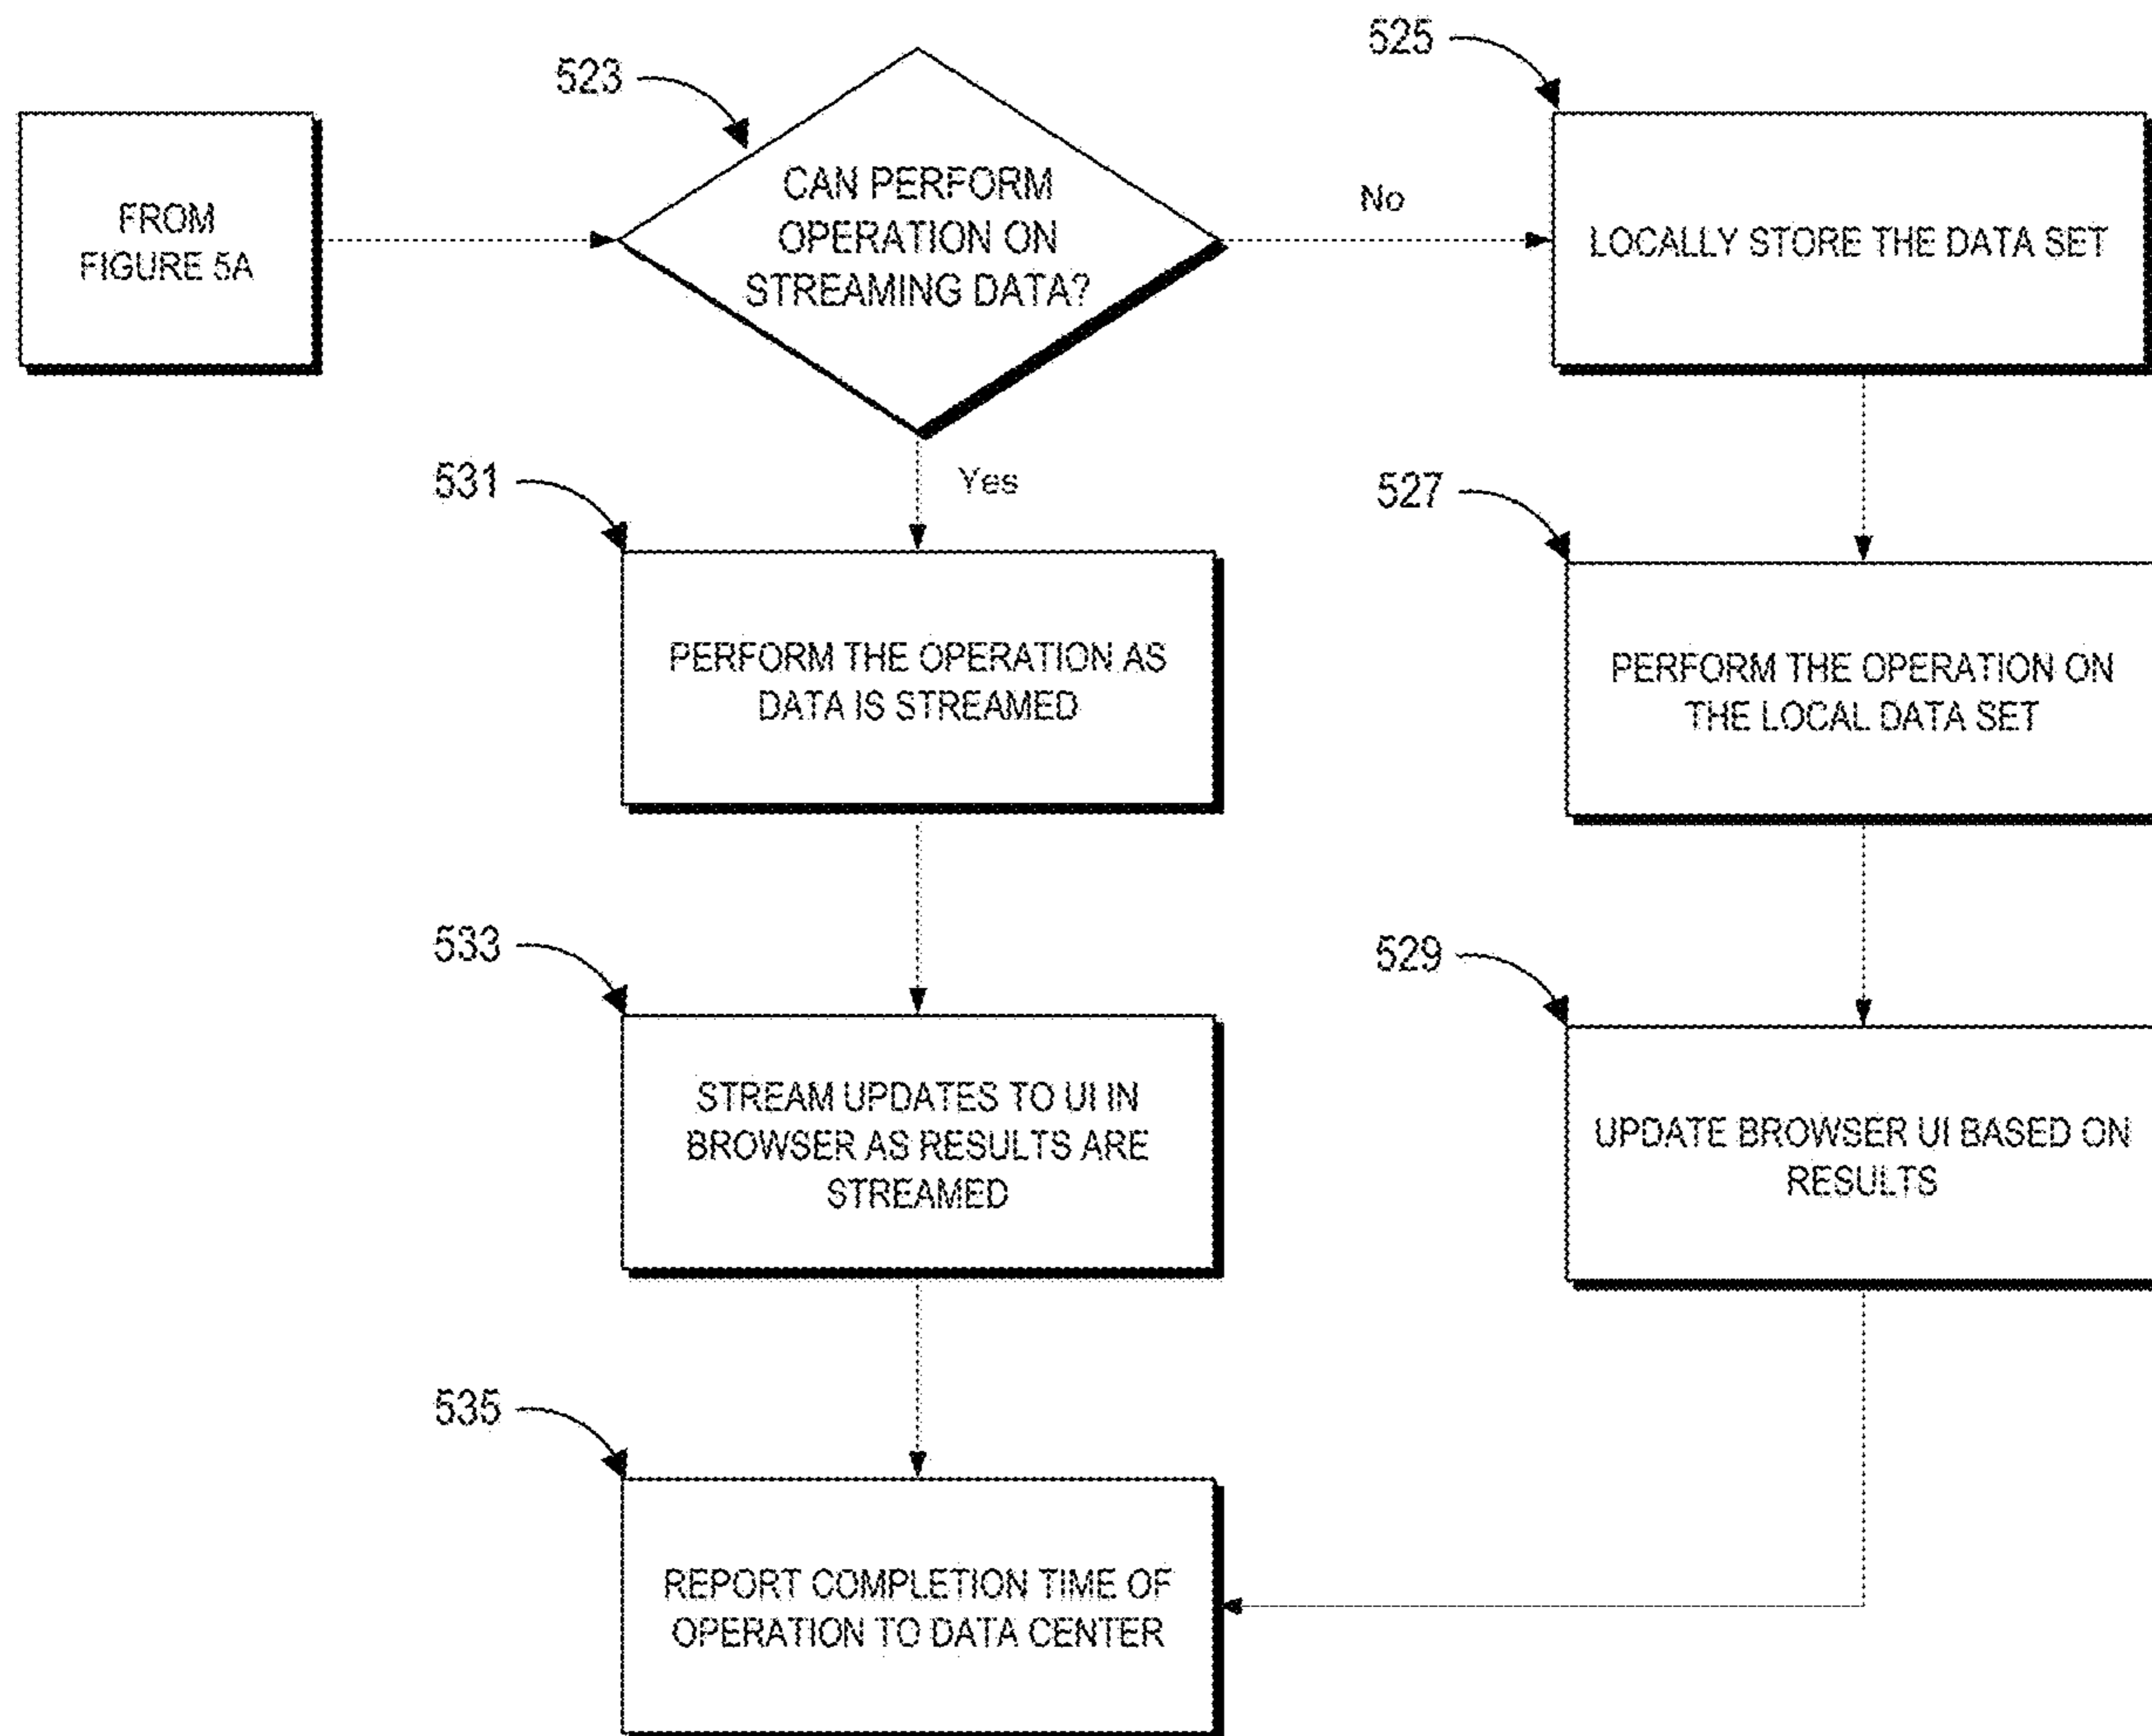 523
525
FROM
FIGURE 5A
CAN PERFORM
OPERATION ON
STREAMING DATA?
No
LOCALLY STORE THE DATA SET
Yes
531
527
PERFORM THE OPERATION AS
DATA IS STREAMED
PERFORM THE OPERATION ON
THE LOCAL DATA SET
533
529
STREAM UPDATES TO UI IN
BROWSER AS RESULTS ARE
STREAMED
UPDATE BROWSER UI BASED ON
RESULTS
535
REPORT COMPLETION TIME OF
OPERATION TO DATA CENTER